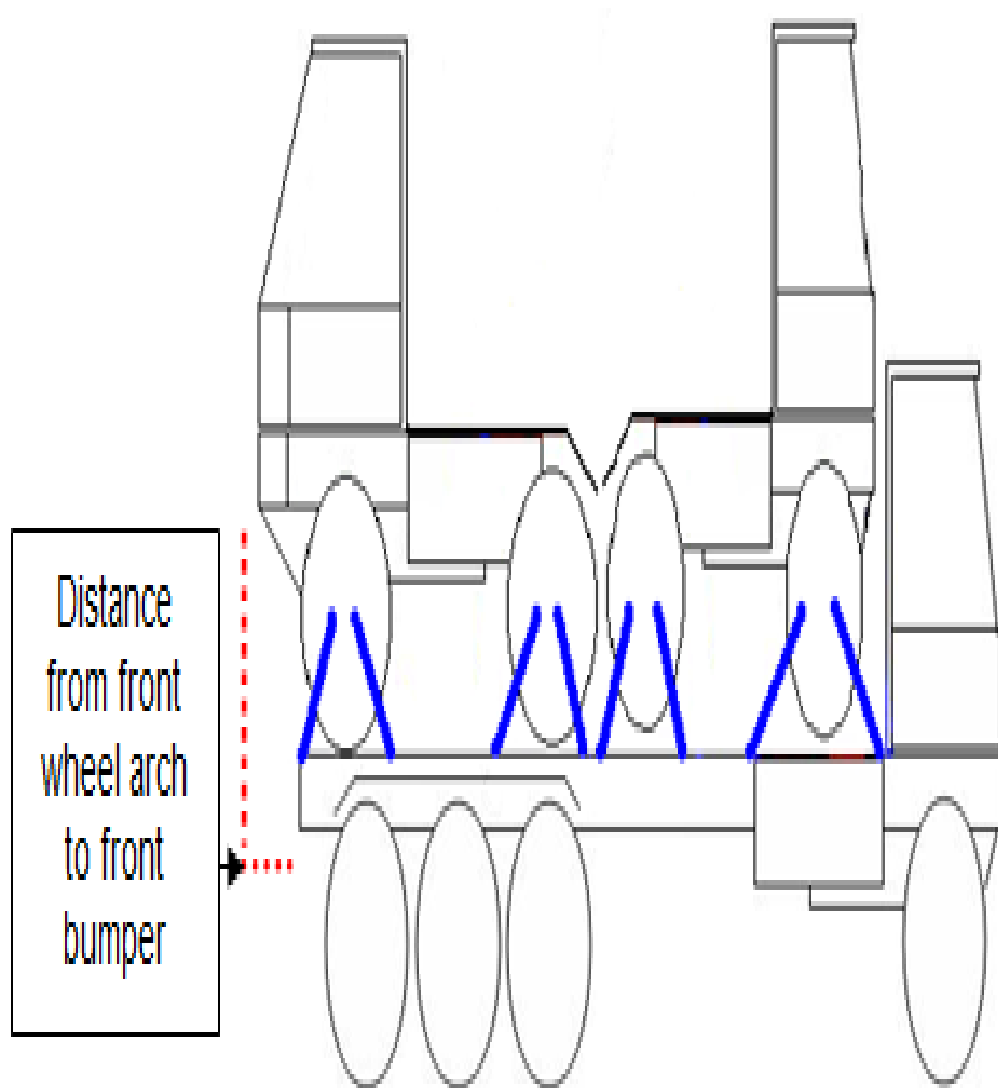 Distance
from front
wheel arch
to front
bumper